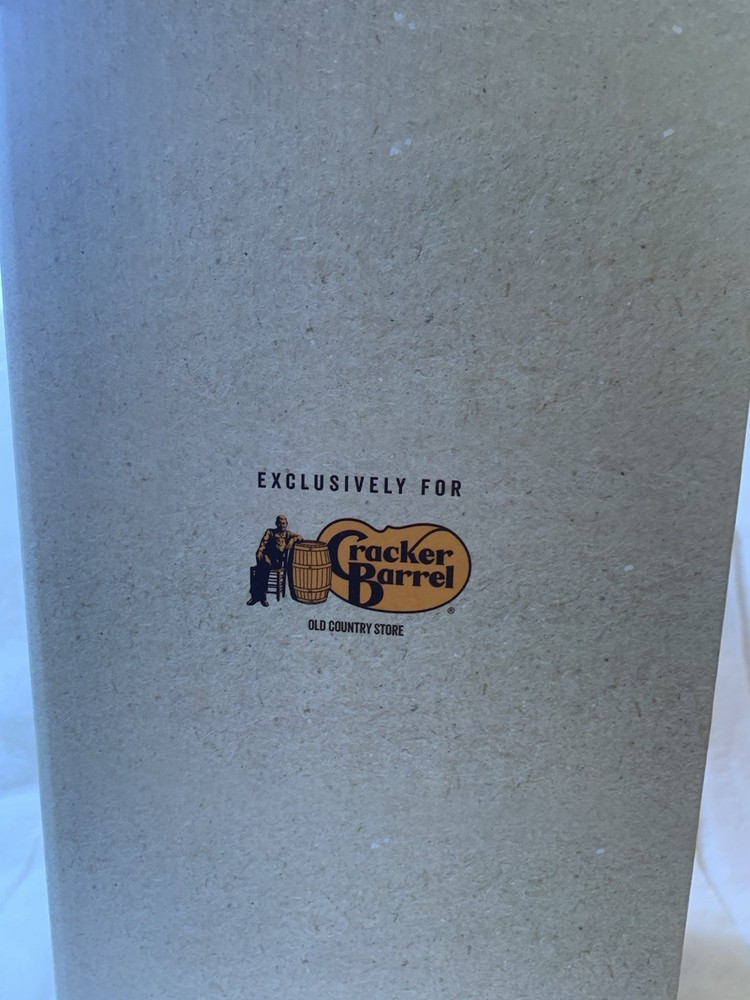 EXCLUSIVELY FOR
Cracker
Barrel
®
OLD COUNTRY STORE